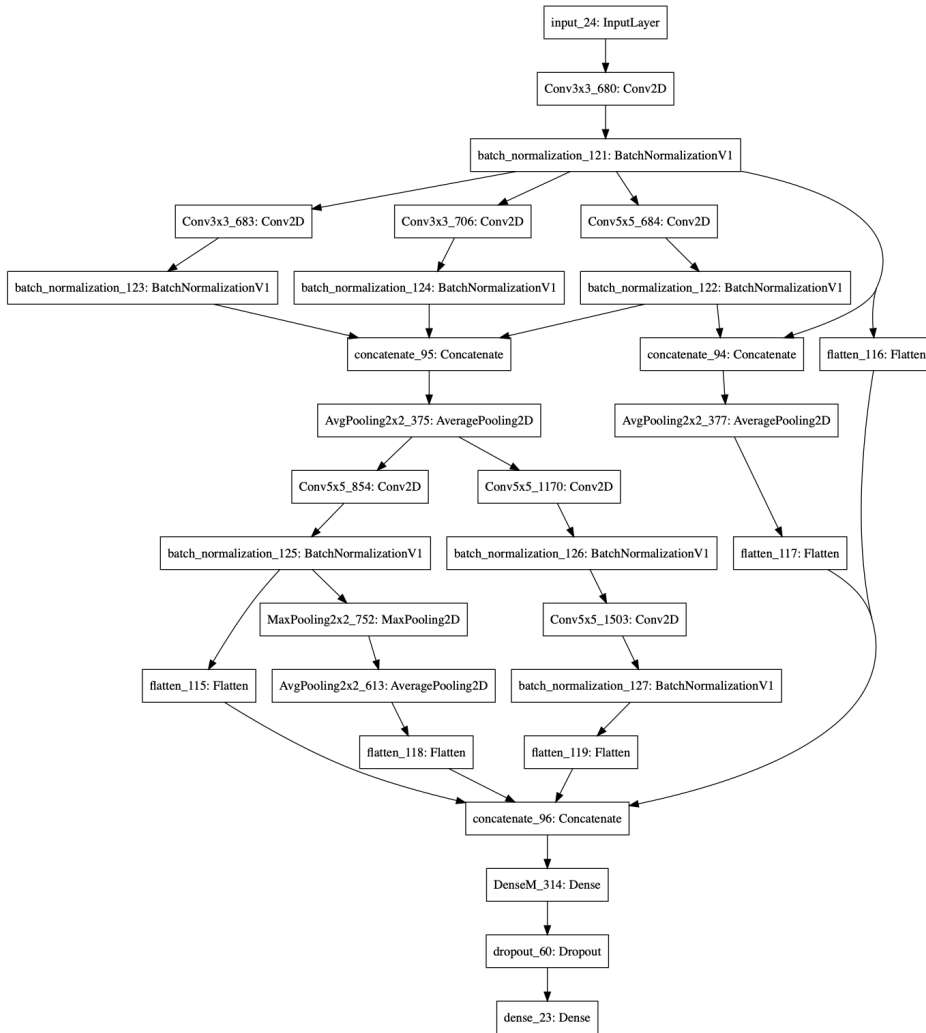 input_24: InputLayer
Conv3x3_680: Conv2D
batch_normalization_121: BatchNormalizationV1
Conv3x3_683: Conv2D
Conv3x3_706: Conv2D
Conv5x5_684: Conv2D
batch_normalization_123: BatchNormalizationV1
batch_normalization_124: BatchNormalizationV1
batch_normalization_122: BatchNormalizationV1
concatenate_95: Concatenate
concatenate_94: Concatenate
flatten_116: Flatten
AvgPooling2x2_375: AveragePooling2D
AvgPooling2x2_377: AveragePooling2D
Conv5x5_854: Conv2D
Conv5x5_1170: Conv2D
batch_normalization_125: BatchNormalizationV1
batch_normalization_126: BatchNormalizationV1
flatten_117: Flatten
MaxPooling2x2_752: MaxPooling2D
Conv5x5_1503: Conv2D
flatten_115: Flatten
AvgPooling2x2_613: AveragePooling2D
batch_normalization_127: BatchNormalizationV1
flatten_118: Flatten
flatten_119: Flatten
concatenate_96: Concatenate
DenseM_314: Dense
dropout_60: Dropout
dense_23: Dense